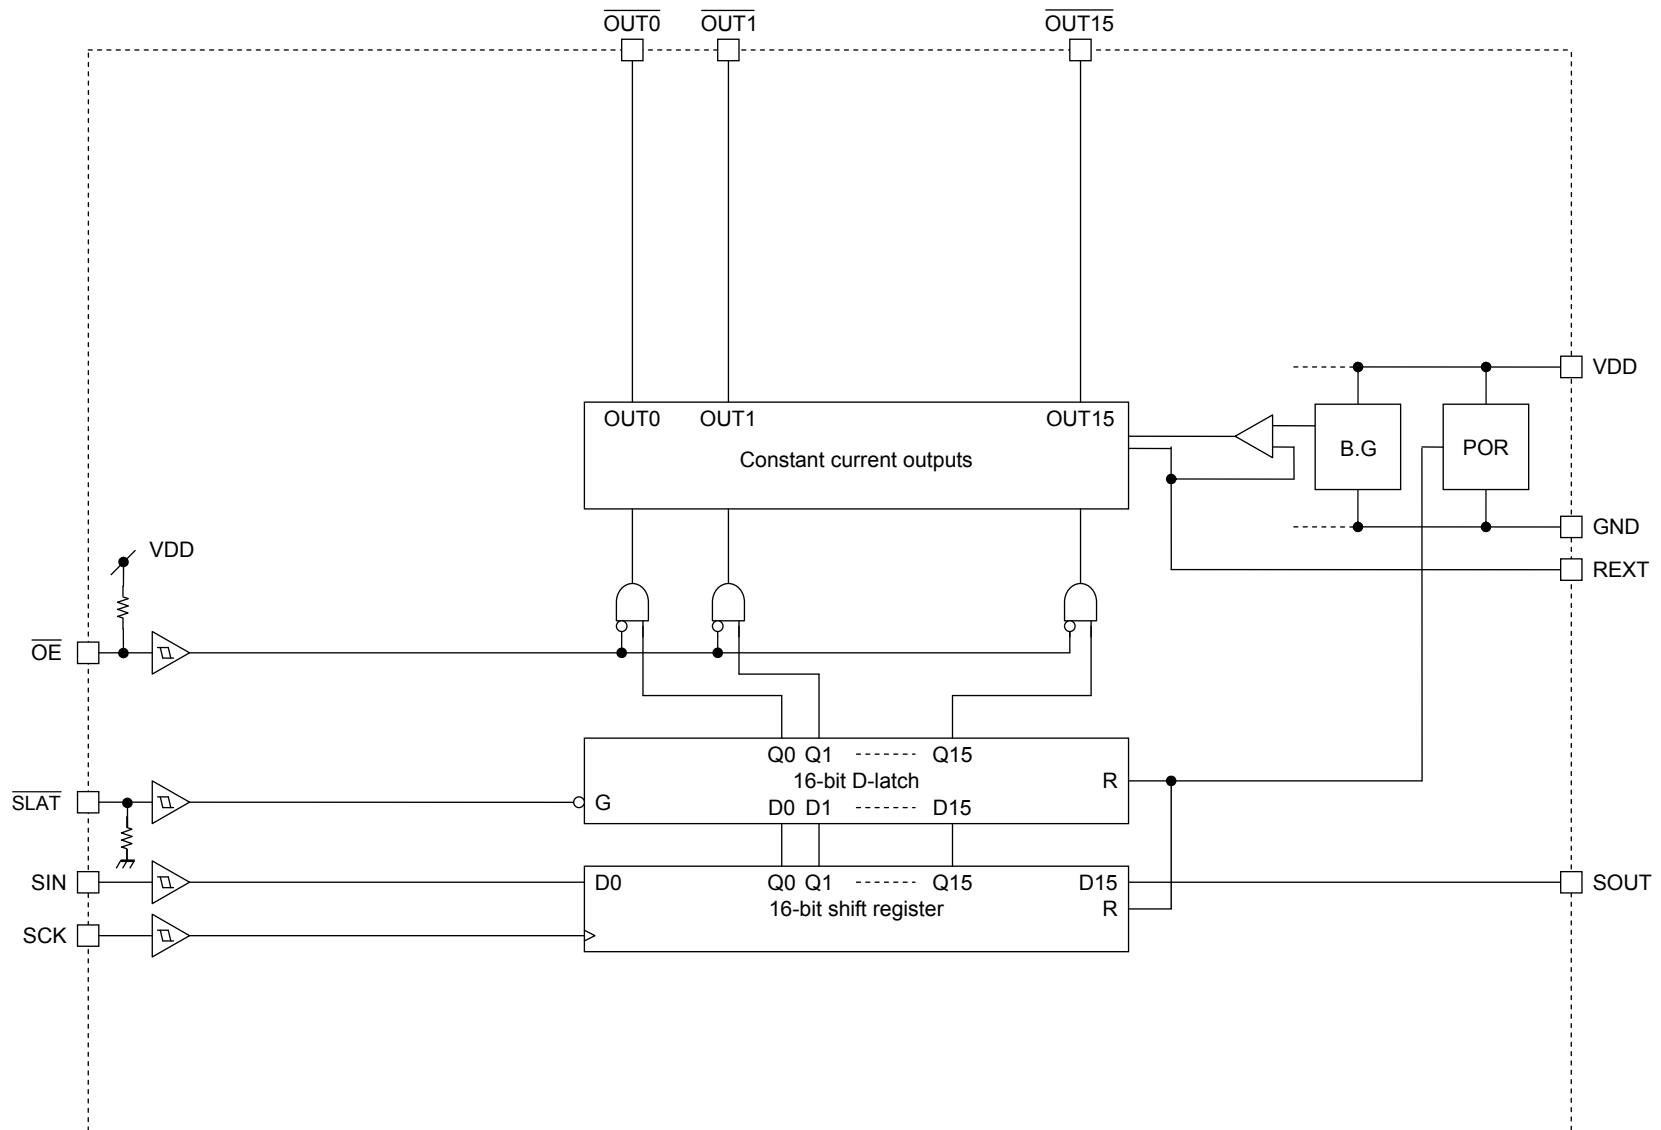 OUT0 OUT1 OUT15
OUT0 OUT1 OUT15
Constant current outputs
B.G
POR
VDD
GND
REXT
VDD
OE
Q0 Q1 Q15
16-bit D-latch
R
SLAT
G
D0 D1 D15
SIN
D0
Q0 Q1 Q15
D15
SOUT
16-bit shift register
R
SCK